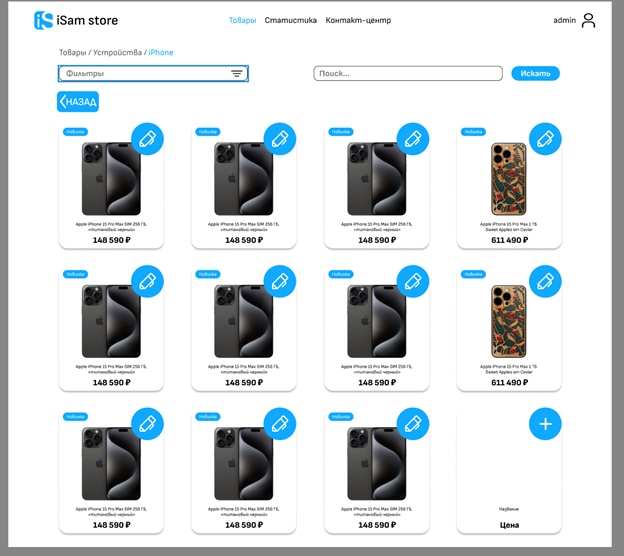 iS iSam store
Товары Статистика Контакт-центр
admin
Товары / Устройства / iPhone
Фильтры
Поиск...
Искать
НАЗАД
Новинка
Новинка
Новинка
Новинка
Apple iPhone 15 Pro Max SIM 256 ГБ,
«титановый черный»
148 590 ₽
Apple iPhone 15 Pro Max SIM 256 ГБ,
«титановый черный»
148 590 ₽
Apple iPhone 15 Pro Max SIM 256 ГБ,
«титановый черный»
148 590 ₽
Apple iPhone 15 Pro Max 1 ТБ
Sweet Apples от Caviar
611 490 ₽
Новинка
Новинка
Новинка
Новинка
Apple iPhone 15 Pro Max SIM 256 ГБ,
«титановый черный»
148 590 ₽
Apple iPhone 15 Pro Max SIM 256 ГБ,
«титановый черный»
148 590 ₽
Apple iPhone 15 Pro Max SIM 256 ГБ,
«титановый черный»
148 590 ₽
Apple iPhone 15 Pro Max 1 ТБ
Sweet Apples от Caviar
611 490 ₽
Новинка
Новинка
Новинка
Apple iPhone 15 Pro Max SIM 256 ГБ,
«титановый черный»
148 590 ₽
Apple iPhone 15 Pro Max SIM 256 ГБ,
«титановый черный»
148 590 ₽
Apple iPhone 15 Pro Max SIM 256 ГБ,
«титановый черный»
148 590 ₽
Цена